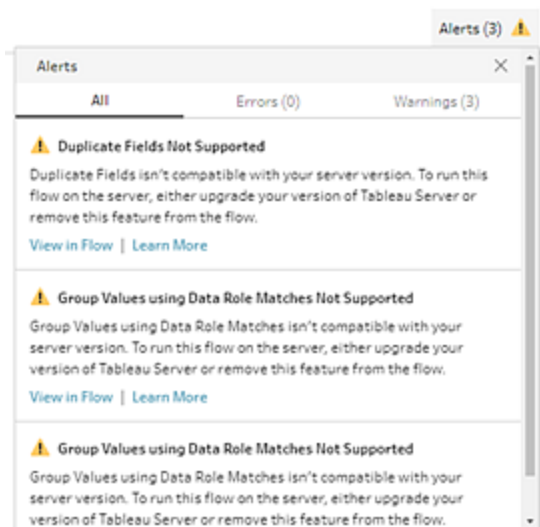 Alerts (3)
Alerts
All Errors (0) Warnings (3)
Duplicate Fields Not Supported
Duplicate Fields isn't compatible with your server version. To run this
flow on the server, either upgrade your version of Tableau Server or
remove this feature from the flow.
View in Flow | Learn More
Group Values using Data Role Matches Not Supported
Group Values using Data Role Matches isn't compatible with your
server version. To run this flow on the server, either upgrade your
version of Tableau Server or remove this feature from the flow.
View in Flow | Learn More
Group Values using Data Role Matches Not Supported
Group Values using Data Role Matches isn't compatible with your
server version. To run this flow on the server, either upgrade your
version of Tableau Server or remove this feature from the flow.